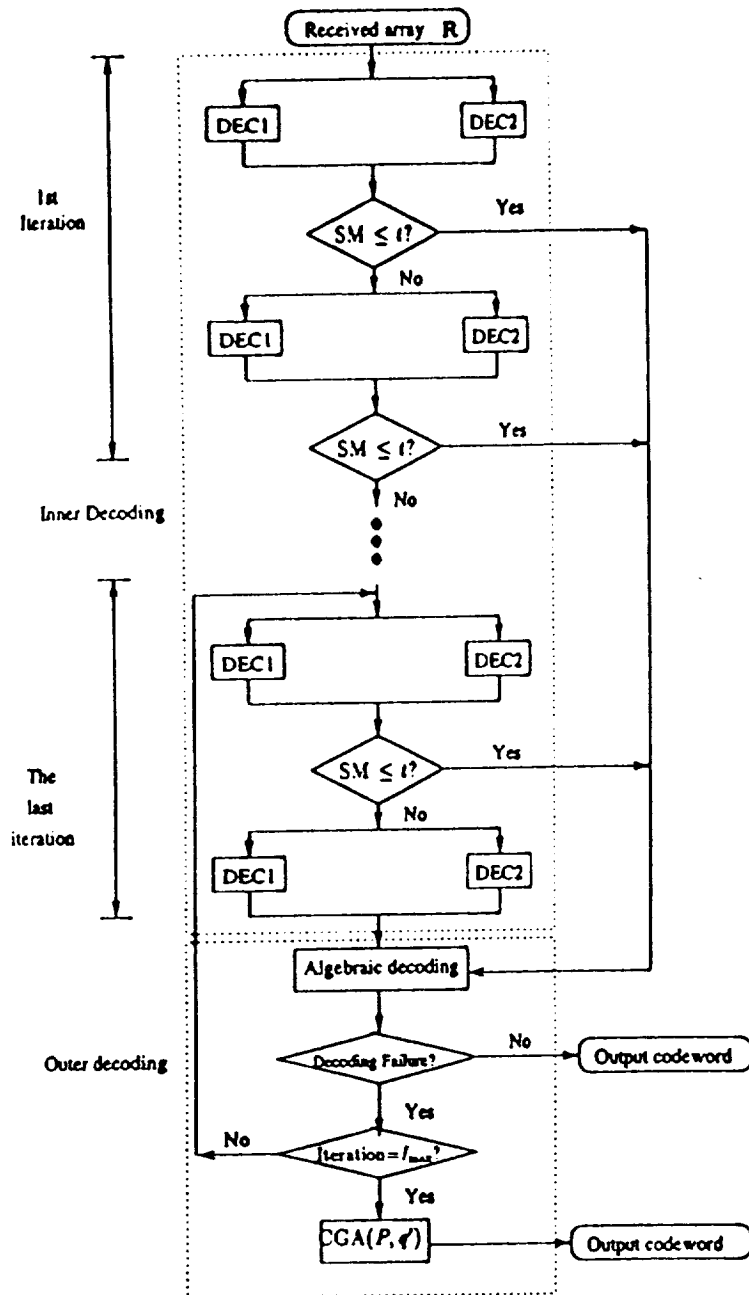 Received array R
DEC1 DEC2
1st
Iteration
Yes
SM ≤ t?
No
DEC1 DEC2
Yes
SM ≤ t?
No
Inner Decoding
DEC1 DEC2
Yes
SM ≤ t?
The
last
iteration
No
DEC1 DEC2
Algebraic decoding
Outer decoding
Decoding Failure?
No
Output codeword
Yes
No
Iteration=I_max?
Yes
CGA(P, q')
Output codeword